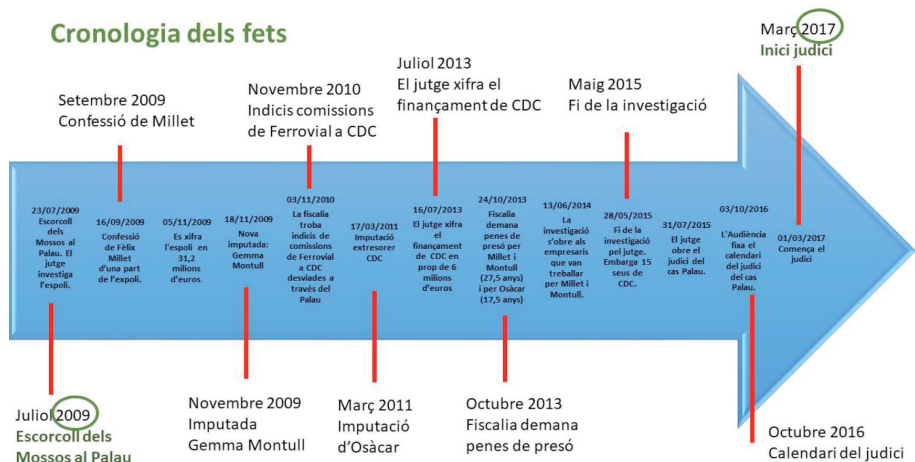 Cronologia dels fets
Març 2017
Inici judici
Juliol 2013
El jutge xifra el
finançament de CDC
Novembre 2010
Indicis comissions
de Ferrovial a CDC
Maig 2015
Fi de la investigació
Setembre 2009
Confessió de Millet
23/07/2009
Escorcoll
dels
Mossos al
Palau. El
jutge
investiga
l'espoli.
16/09/2009
Confessió
de Fèlix
Millet
d'una part
de l'expoli.
05/11/2009
Es xifra
l'espoli en
31,2
milions
d'euros.
18/11/2009
Nova
imputada:
Gemma
Montull
03/11/2010
La fiscalia
troba
indicis de
comissions
de Ferrovial
a CDC
desviades a
través del
Palau
17/03/2011
Imputació
extresorer
CDC
16/07/2013
El jutge xifra
el
finançament
de CDC en
prop de 6
milions
d'euros
24/10/2013
Fiscalia
demana
penes de
presó per
Millet i
Montull
(27,5 anys)
i per Osàcar
(17,5 anys)
13/06/2014
La
investigació
s'obre als
empresaris
que van
treballar
per Millet i
Montull.
28/05/2015
Fi de la
investigació
pel jutge.
Embarga 15
seus de
CDC.
31/07/2015
El jutge
obre el
judici del
cas Palau.
03/10/2016
L'Audiència
fixa el
calendari
del judici
del cas
Palau.
01/03/2017
Comença el
judici
Juliol 2009
Escorcoll dels
Mossos al Palau
Novembre 2009
Imputada
Gemma Montull
Març 2011
Imputació
d'Osàcar
Octubre 2013
Fiscalia demana
penes de presó
Octubre 2016
Calendari del judici